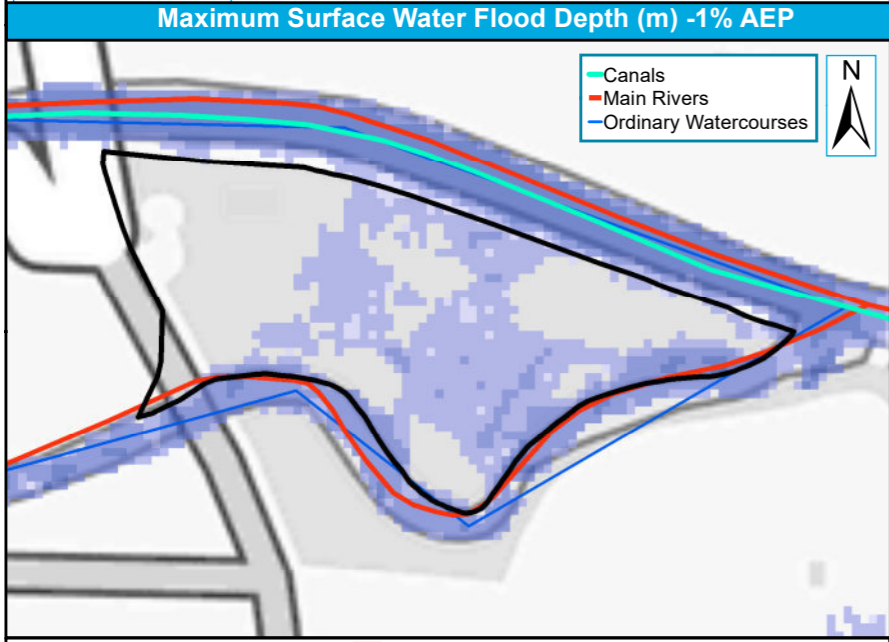 Maximum Surface Water Flood Depth (m) -1% AEP
Canals
Main Rivers
Ordinary Watercourses
N